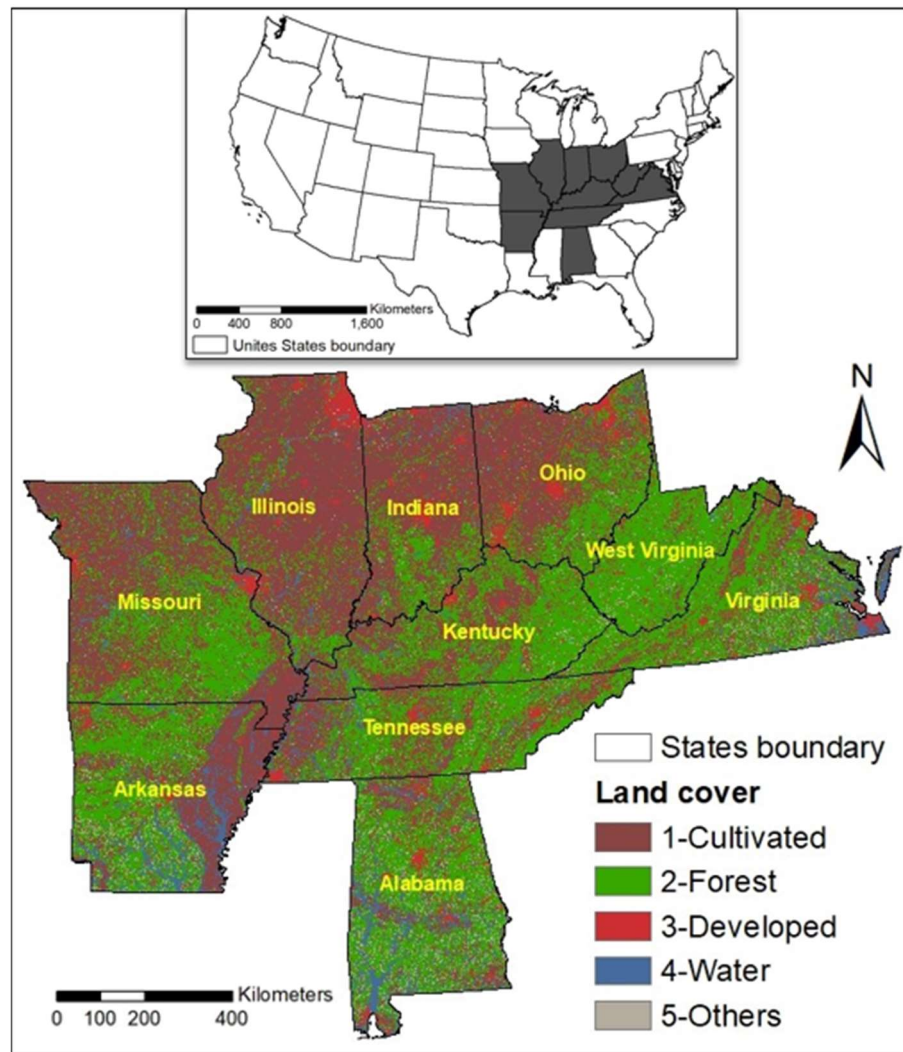 Kilometers
0 400 800 1,600
Unites States boundary
N
Ohio
Illinois
Indiana
West Virginia
Missouri
Virginia
Kentucky
Tennessee
Arkansas
Alabama
States boundary
Land cover
1-Cultivated
2-Forest
3-Developed
4-Water
5-Others
Kilometers
0 100 200 400